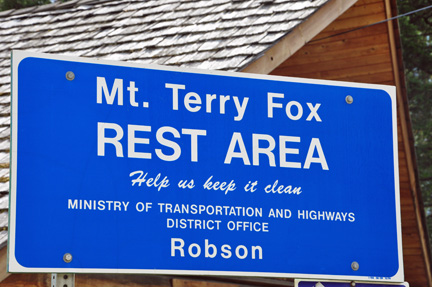 Mt. Terry Fox
REST AREA
Help us keep it clean
MINISTRY OF TRANSPORTATION AND HIGHWAYS
DISTRICT OFFICE
Robson